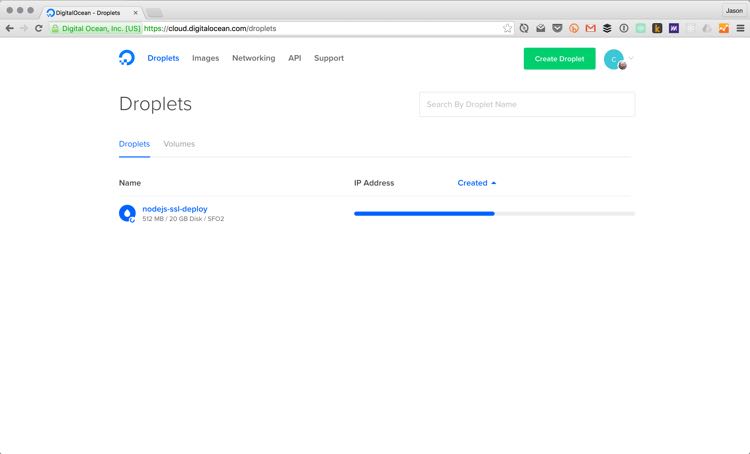 DigitalOcean - Droplets
Jason
Digital Ocean, Inc. [US] https://cloud.digitalocean.com/droplets
Droplets Images Networking API Support Create Droplet C
Droplets
Search By Droplet Name
Droplets Volumes
Name IP Address Created
nodejs-ssl-deploy
512 MB / 20 GB Disk / SFO2